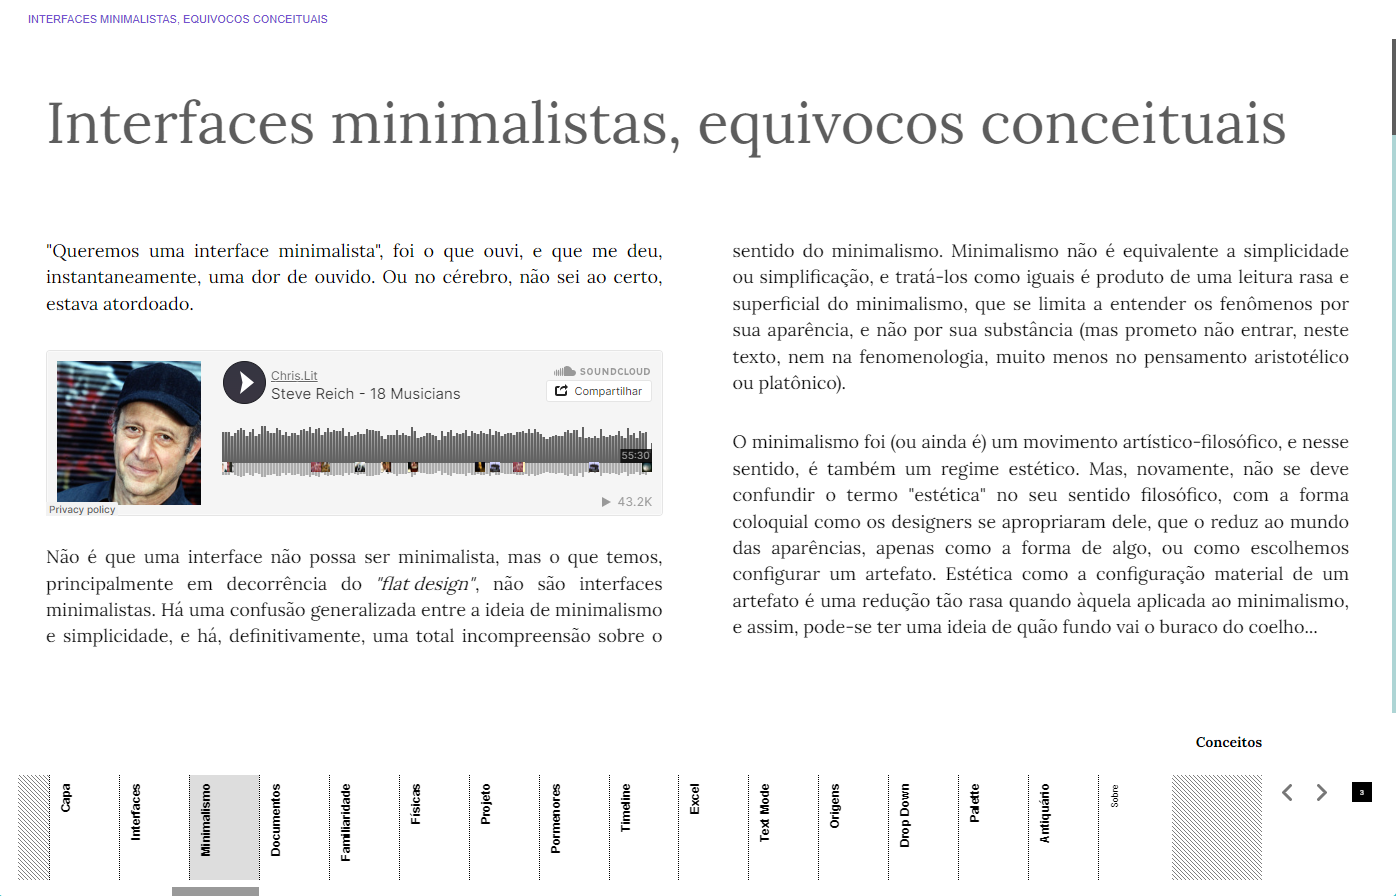 INTERFACES MINIMALISTAS, EQUIVOCOS CONCEITUAIS
Interfaces minimalistas, equivocos conceituais
"Queremos uma interface minimalista", foi o que ouvi, e que me deu,
instantaneamente, uma dor de ouvido. Ou no cérebro, não sei ao certo,
estava atordoado.
Chris.Lit
Steve Reich - 18 Musicians
SOUNDCLOUD
Compartilhar
55:30
43.2K
Privacy policy
Não é que uma interface não possa ser minimalista, mas o que temos,
principalmente em decorrência do "flat design", não são interfaces
minimalistas. Há uma confusão generalizada entre a ideia de minimalismo
e simplicidade, e há, definitivamente, uma total incompreensão sobre o
sentido do minimalismo. Minimalismo não é equivalente a simplicidade
ou simplificação, e tratá-los como iguais é produto de uma leitura rasa e
superficial do minimalismo, que se limita a entender os fenômenos por
sua aparência, e não por sua substância (mas prometo não entrar, neste
texto, nem na fenomenologia, muito menos no pensamento aristotélico
ou platônico).
O minimalismo foi (ou ainda é) um movimento artístico-filosófico, e nesse
sentido, é também um regime estético. Mas, novamente, não se deve
confundir o termo "estética" no seu sentido filosófico, com a forma
coloquial como os designers se apropriaram dele, que o reduz ao mundo
das aparências, apenas como a forma de algo, ou como escolhemos
configurar um artefato. Estética como a configuração material de um
artefato é uma redução tão rasa quando àquela aplicada ao minimalismo,
e assim, pode-se ter uma ideia de quão fundo vai o buraco do coelho...
Conceitos
Capa
Interfaces
Minimalismo
Documentos
Familiaridade
Físicas
Projeto
Pormenores
Timeline
Excel
Text Mode
Origens
Drop Down
Palette
Antiquário
Sobre
3